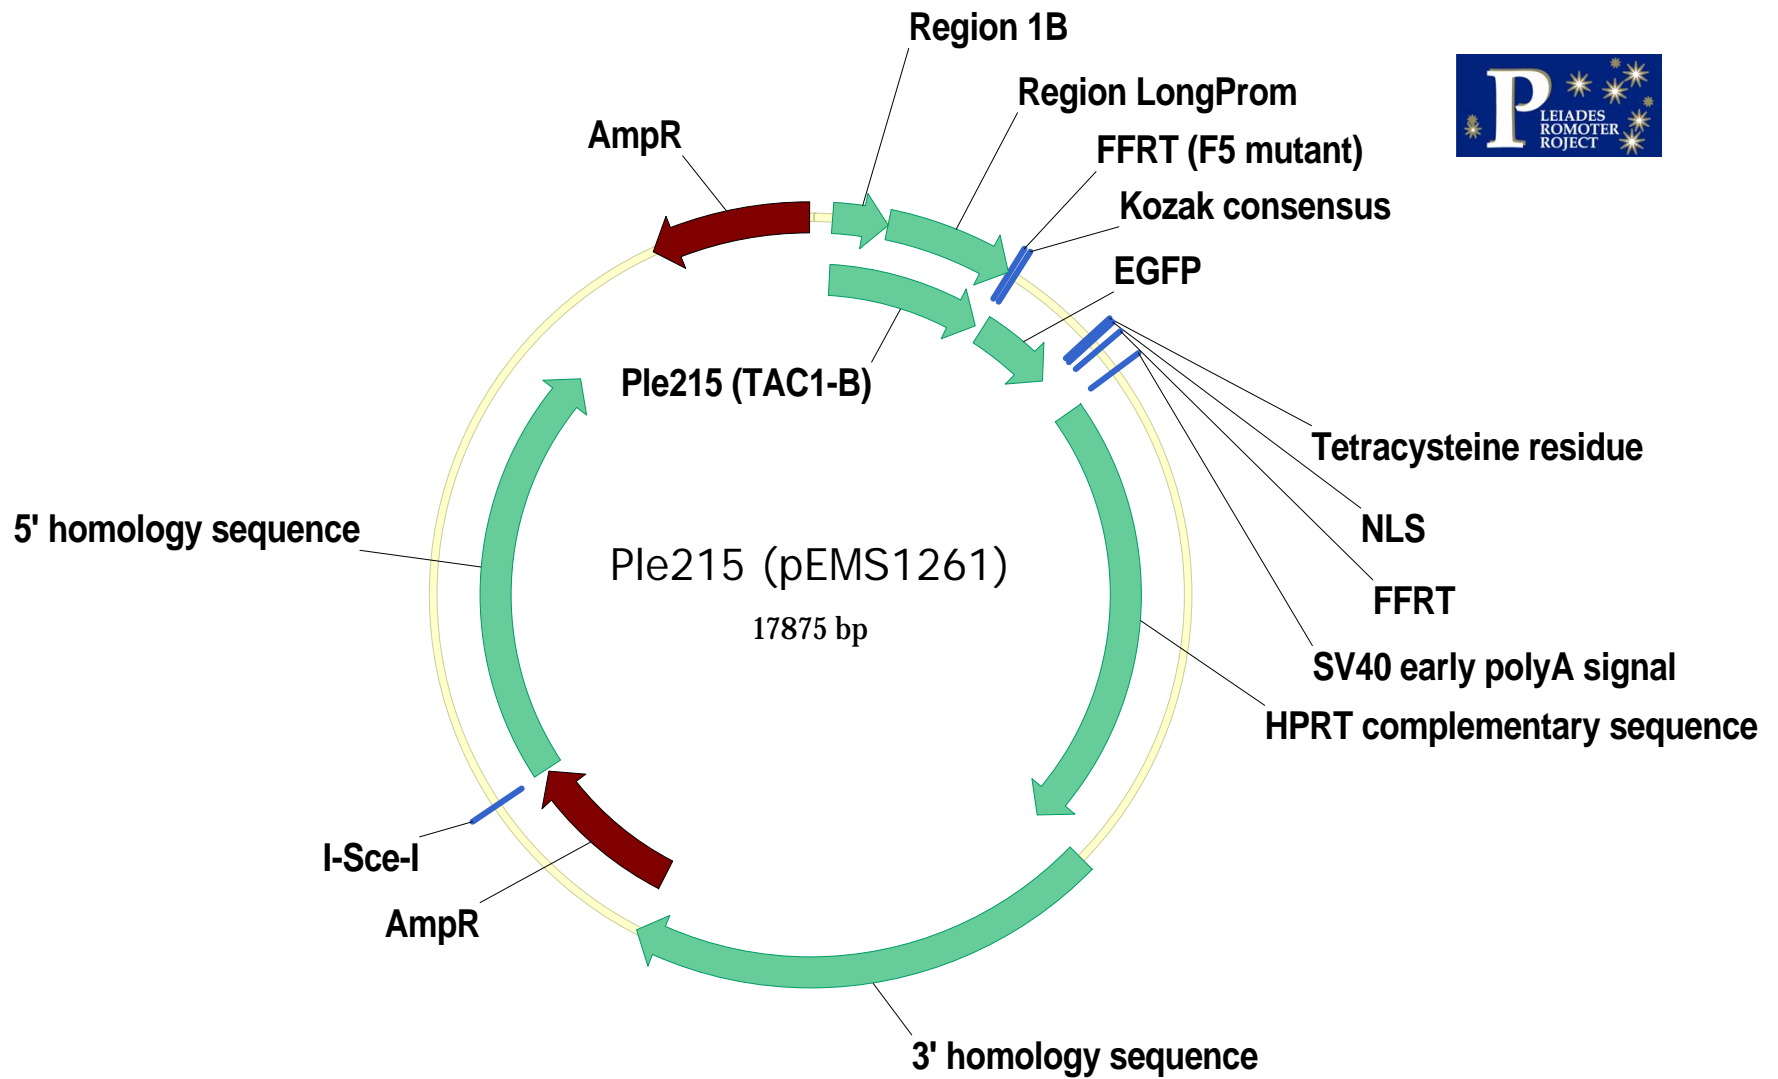 Region 1B
Region LongProm
PLEIADES
ROMOTER
ROJECT
AmpR
FFRT (F5 mutant)
Kozak consensus
EGFP
Ple215 (TAC1-B)
Tetracysteine residue
5' homology sequence
NLS
Ple215 (pEMS1261)
FFRT
17875 bp
SV40 early polyA signal
HPRT complementary sequence
I-Sce-I
AmpR
3' homology sequence